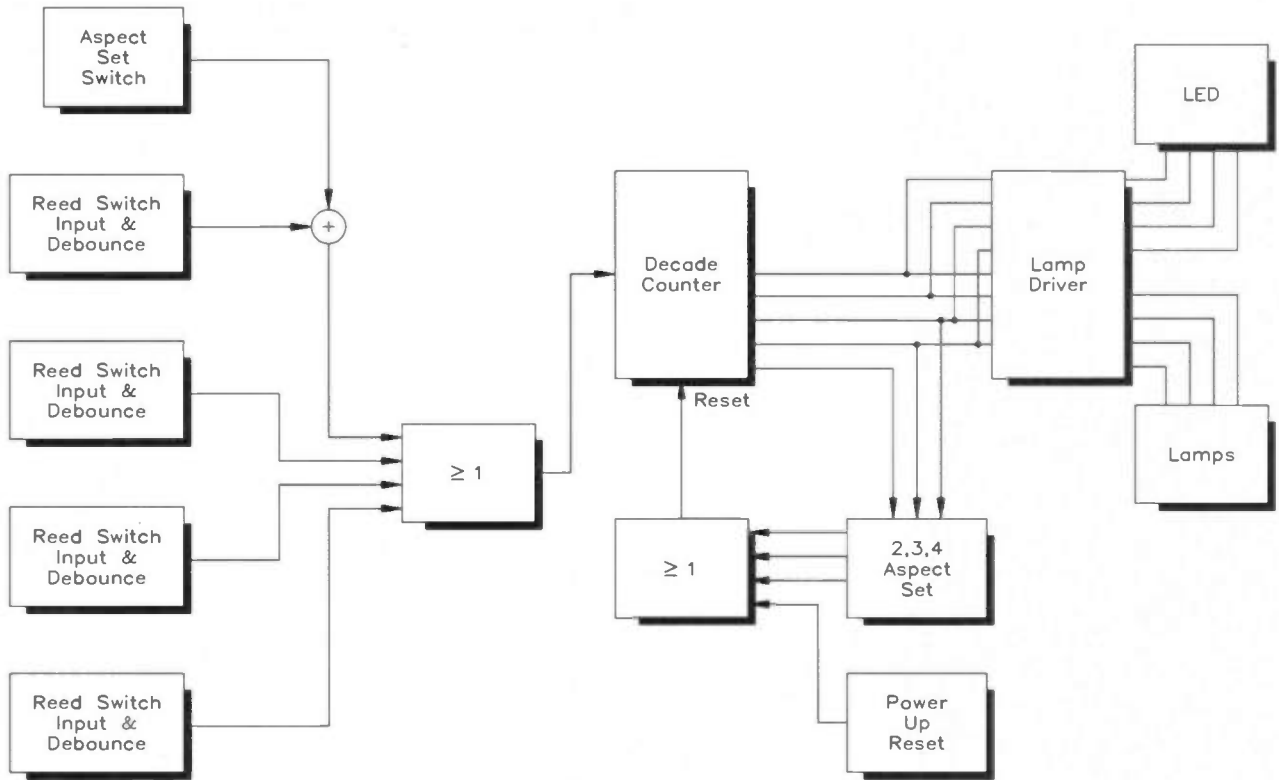 Aspect
Set
Switch
LED
Reed Switch
Input &
Debounce
+
Decade
Counter
Lamp
Driver
Reed Switch
Input &
Debounce
Reset
≥ 1
Lamps
Reed Switch
Input &
Debounce
≥ 1
2,3,4
Aspect
Set
Reed Switch
Input &
Debounce
Power
Up
Reset